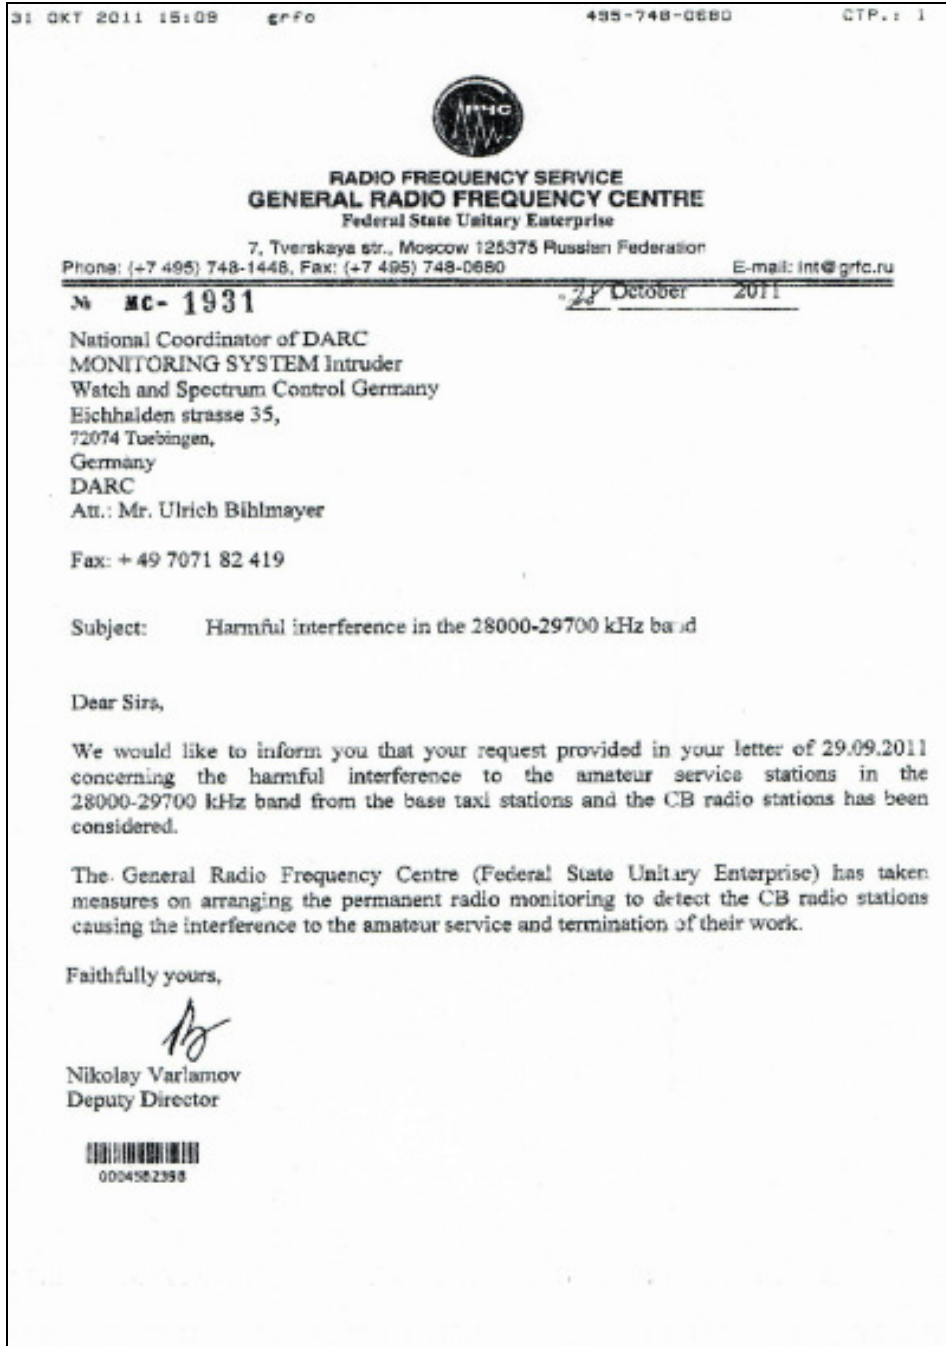 31 OKT 2011 15:09 grfo 495-748-0680 СТР.: 1
РЧС
RADIO FREQUENCY SERVICE
GENERAL RADIO FREQUENCY CENTRE
Federal State Unitary Enterprise
7, Tverskaya str., Moscow 125375 Russian Federation
Phone: (+7 495) 748-1448, Fax: (+7 495) 748-0680 E-mail: int@grfc.ru
№ МС- 1931 «28 October 2011
National Coordinator of DARC
MONITORING SYSTEM Intruder
Watch and Spectrum Control Germany
Eichhalden strasse 35,
72074 Tuebingen,
Germany
DARC
Att.: Mr. Ulrich Bihlmayer
Fax: + 49 7071 82 419
Subject: Harmful interference in the 28000-29700 kHz band
Dear Sirs,
We would like to inform you that your request provided in your letter of 29.09.2011
concerning the harmful interference to the amateur service stations in the
28000-29700 kHz band from the base taxi stations and the CB radio stations has been
considered.
The General Radio Frequency Centre (Federal State Unitary Enterprise) has taken
measures on arranging the permanent radio monitoring to detect the CB radio stations
causing the interference to the amateur service and termination of their work.
Faithfully yours,
Nikolay Varlamov
Deputy Director
0004582398